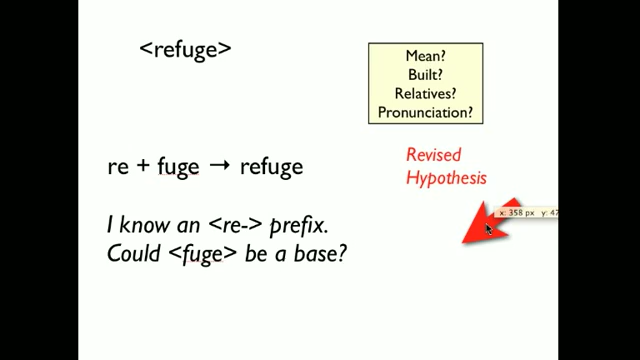 <refuge>
Mean?
Built?
Relatives?
Pronunciation?
Revised
Hypothesis
re + fuge → refuge
x: 358 px y: 47
I know an <re-> prefix.
Could <fuge> be a base?